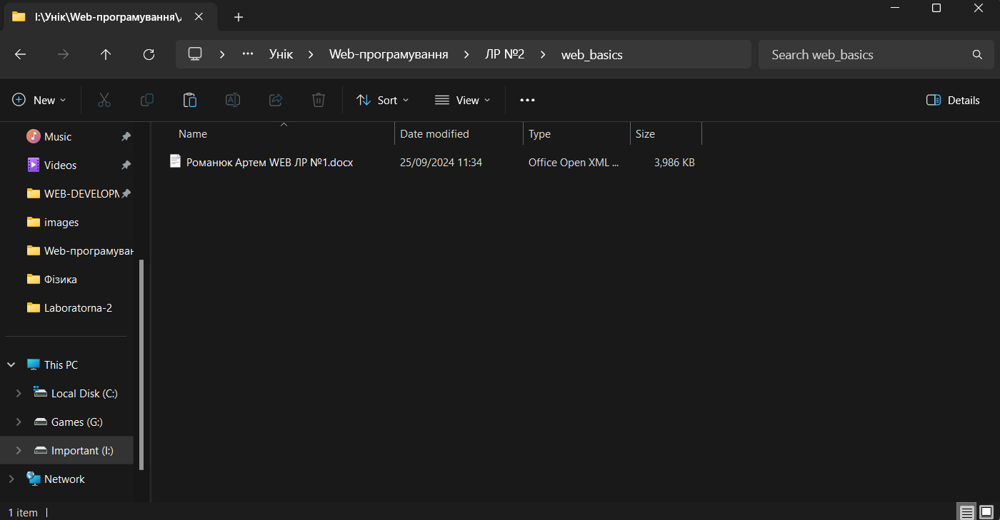 I:\Унік\Web-програмування\.
Унік
Web-програмування
ЛР №2
web_basics
Search web_basics
New
Sort
View
Details
Name
Date modified
Type
Size
Романюк Артем WEB ЛР №1.docx
25/09/2024 11:34
Office Open XML ...
3,986 KB
Music
Videos
WEB-DEVELOPM
images
Web-програмуван
Фізика
Laboratorna-2
This PC
Local Disk (C:)
Games (G:)
Important (I:)
Network
1 item